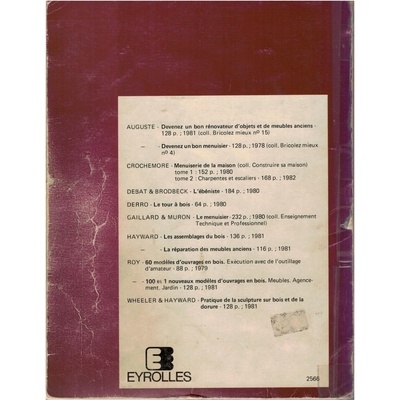 AUGUSTE - Devenez un bon rénovateur d'objets et de meubles anciens -
128 p. ; 1981 (coll. Bricolez mieux nº 15)
— - Devenez un bon menuisier - 128 p. ; 1978 (coll. Bricolez mieux
nº 4)
CROCHEMORE - Menuiserie de la maison (coll. Construire sa maison)
tome 1 : 152 p. ; 1980
tome 2 : Charpentes et escaliers - 168 p. ; 1982
DEBAT & BRODBECK - L'ébéniste - 184 p. ; 1980
DERRO - Le tour à bois - 64 p. ; 1980
GAILLARD & MURON - Le menuisier - 232 p. ; 1980 (coll. Enseignement
Technique et Professionnel)
HAYWARD - Les assemblages du bois - 136 p. ; 1981
— - Le réparation des meubles anciens - 116 p. ; 1981
ROY - 60 modèles d'ouvrages en bois. Exécution avec de l'outillage
d'amateur - 88 p. ; 1979
— - 100 et 1 nouveaux modèles d'ouvrages en bois. Meubles. Agence-
ment. Jardin - 128 p. ; 1981
WHEELER & HAYWARD - Pratique de la sculpture sur bois et de la
dorure - 128 p. ; 1981
EYROLLES
2566